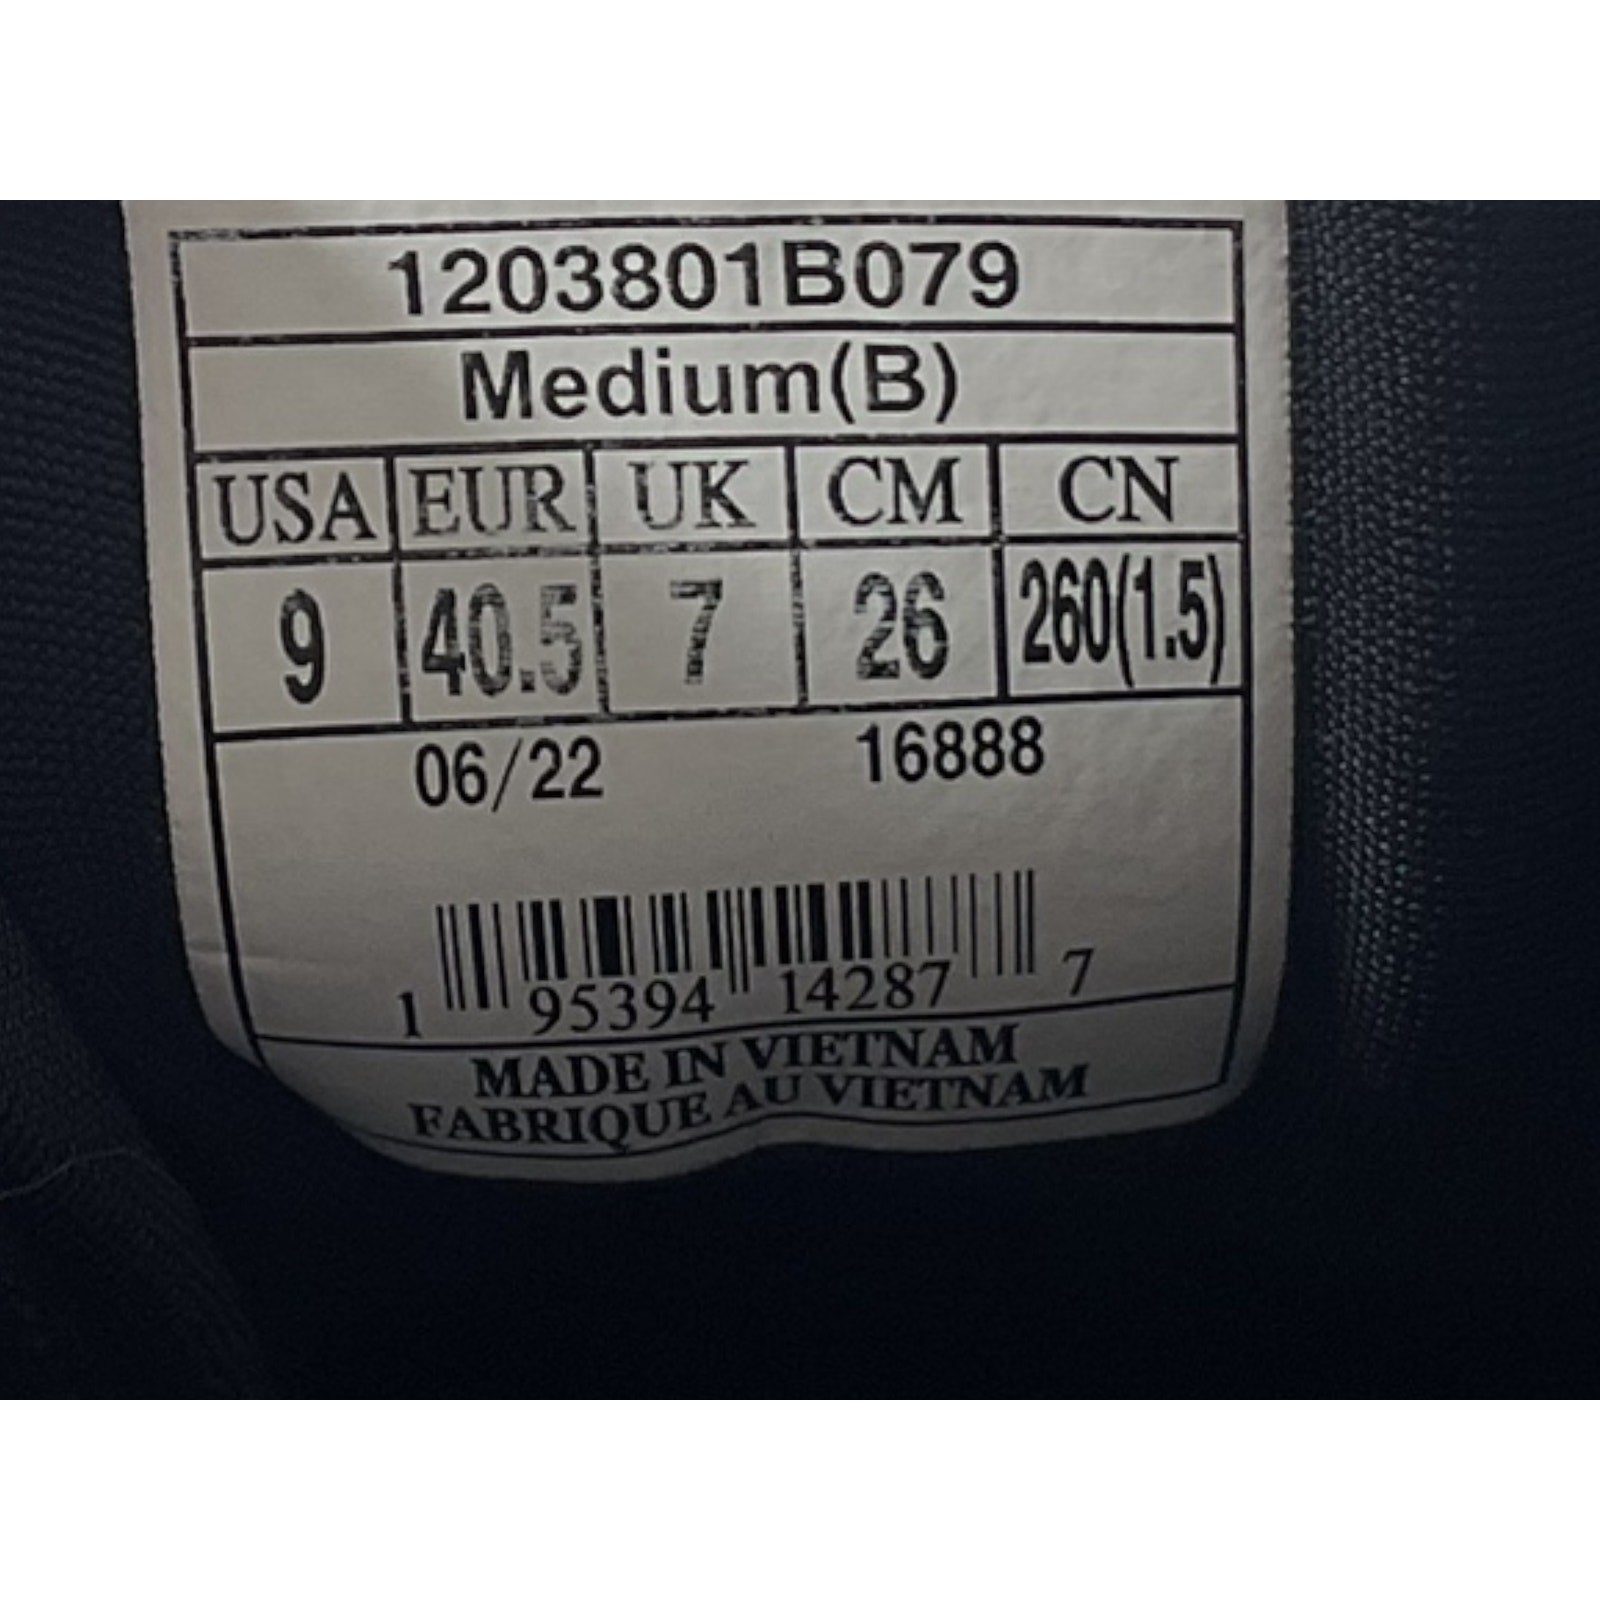 1203801B079
Medium(B)
USA EUR UK CM CN
9 40.5 7 26 260(1.5)
06/22 16888
1 95394 14287 7
MADE IN VIETNAM
FABRIQUE AU VIETNAM